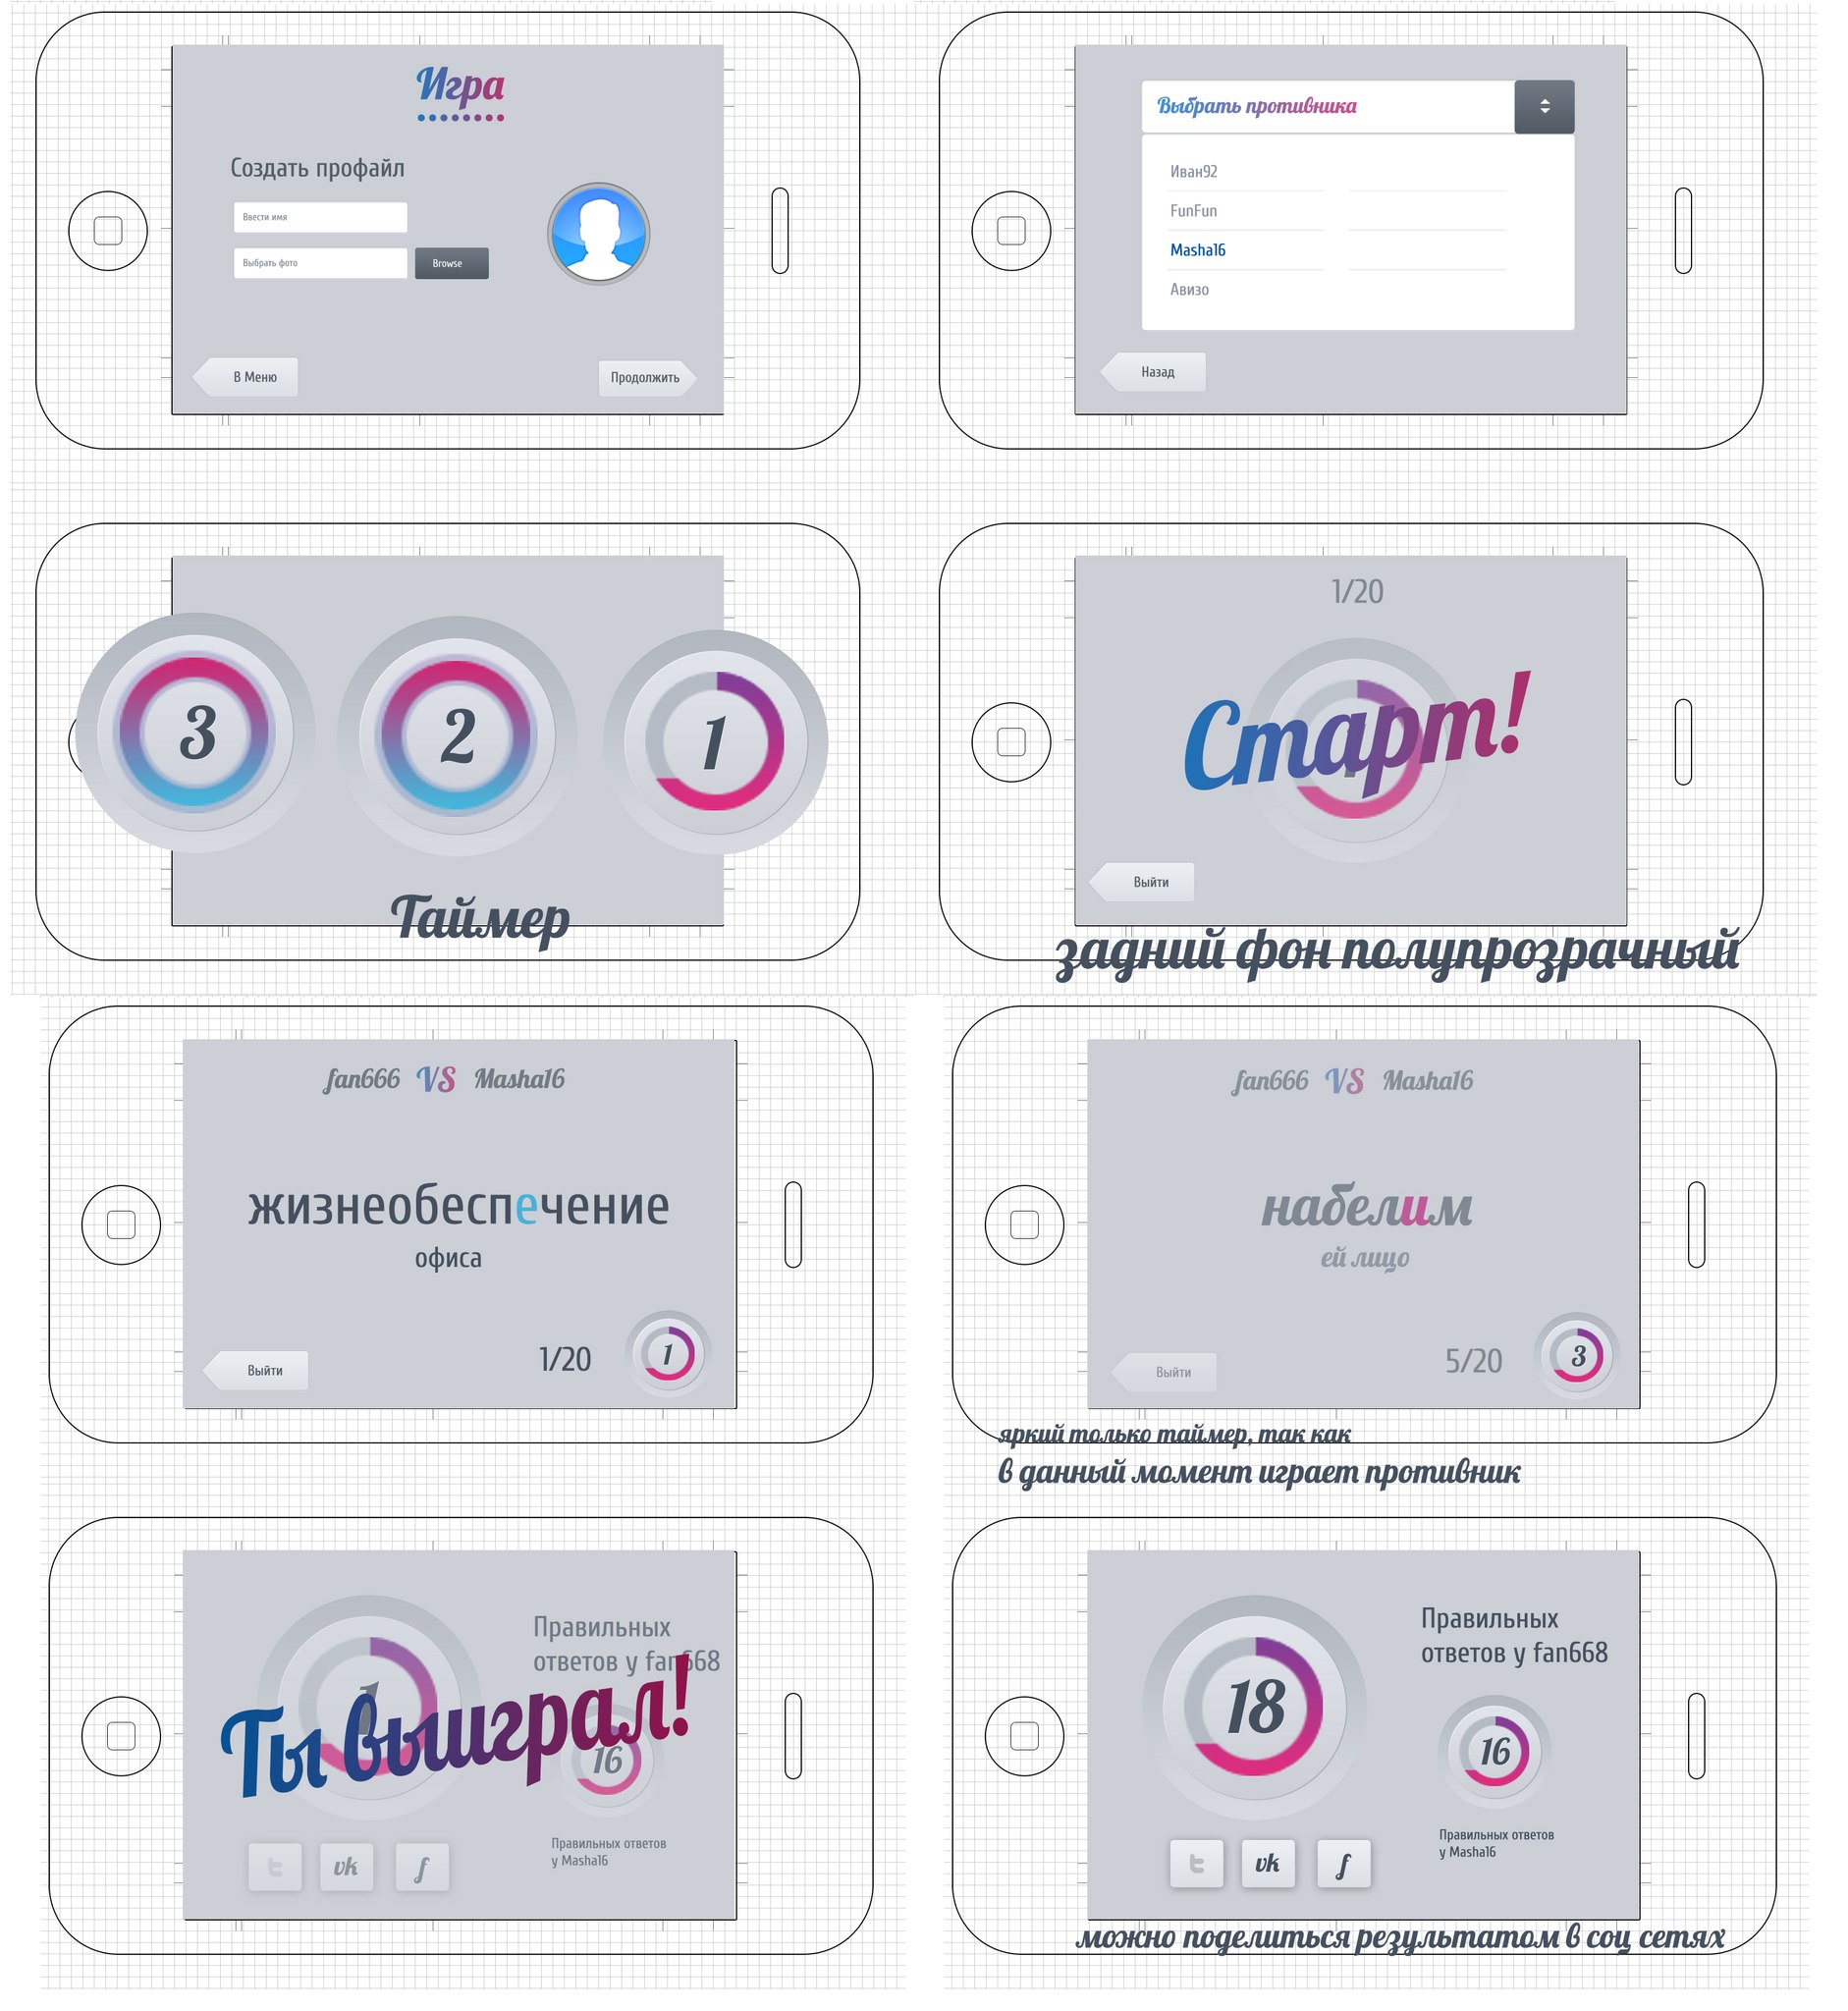 Игра
Создать профайл
Ввести имя
Выбрать фото
Browse
В Меню
Продолжить
Выбрать противника
Иван92
FunFun
Masha16
Авизо
Назад
3
2
1
Таймер
1/20
1
Старт!
Выйти
задний фон полупрозрачный
fan666 VS Masha16
жизнеобеспечение
офиса
Выйти
1/20
1
fan666 VS Masha16
набелим
ей лицо
Выйти
5/20
3
яркий только таймер, так как
в данный момент играет противник
Правильных
ответов у fan668
1
Ты выиграл!
16
t
vk
f
Правильных ответов
у Masha16
Правильных
ответов у fan668
18
16
t
vk
f
Правильных ответов
у Masha16
можно поделиться результатом в соц сетях